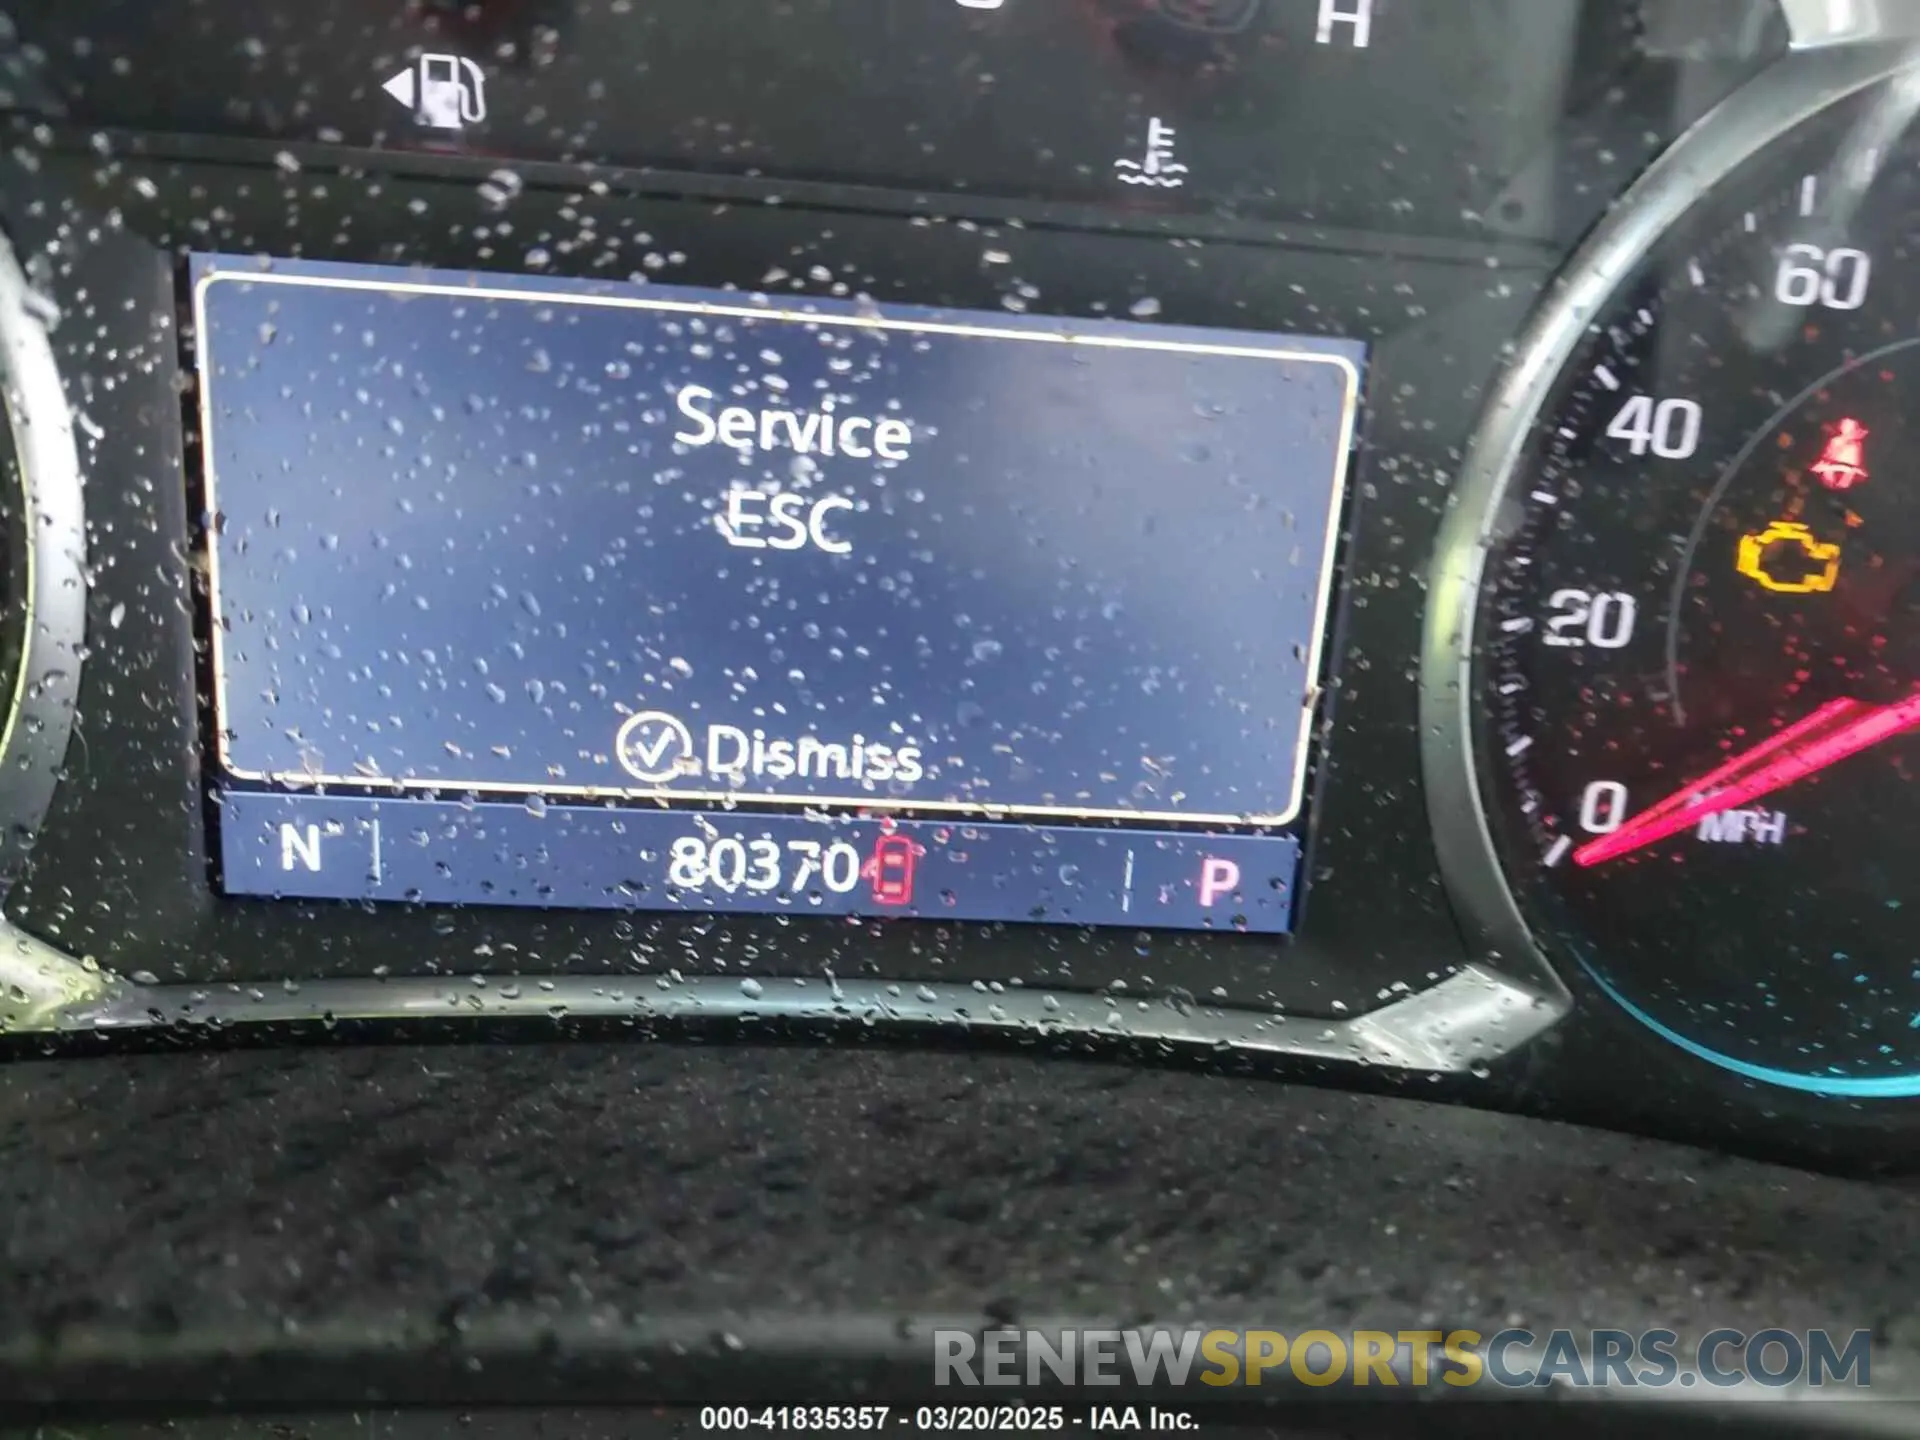 H
60
40
20
0
MPH
Service
ESC
Dismiss
N 80370 P
RENEWSPORTSCARS.COM
000-41835357 - 03/20/2025 - IAA Inc.